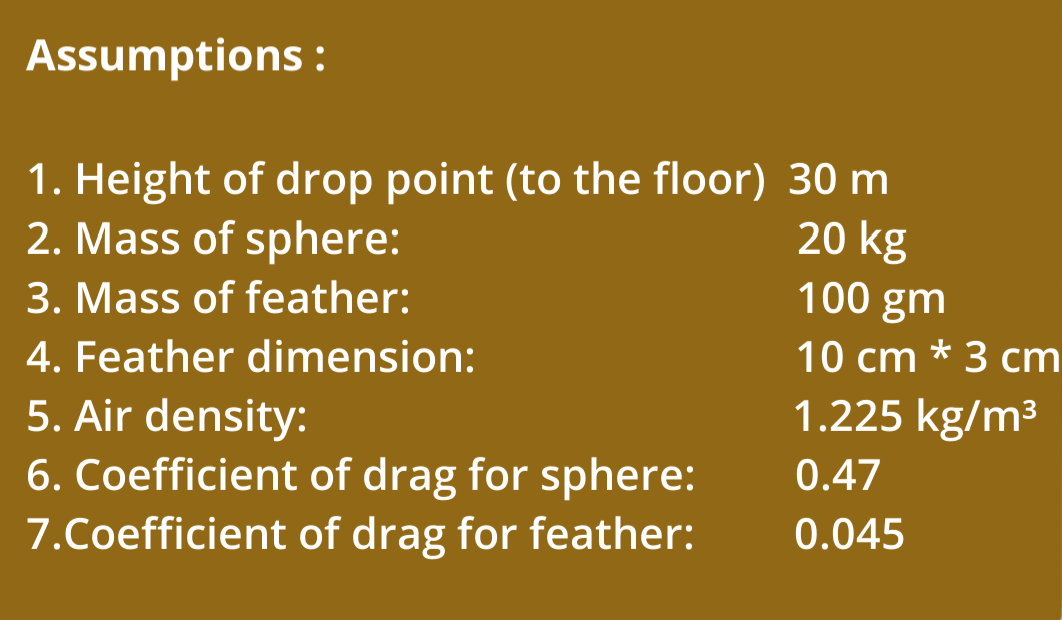 Assumptions :
1. Height of drop point (to the floor) 30 m
2. Mass of sphere: 20 kg
3. Mass of feather: 100 gm
4. Feather dimension: 10 cm * 3 cm
5. Air density: 1.225 kg/m³
6. Coefficient of drag for sphere: 0.47
7.Coefficient of drag for feather: 0.045